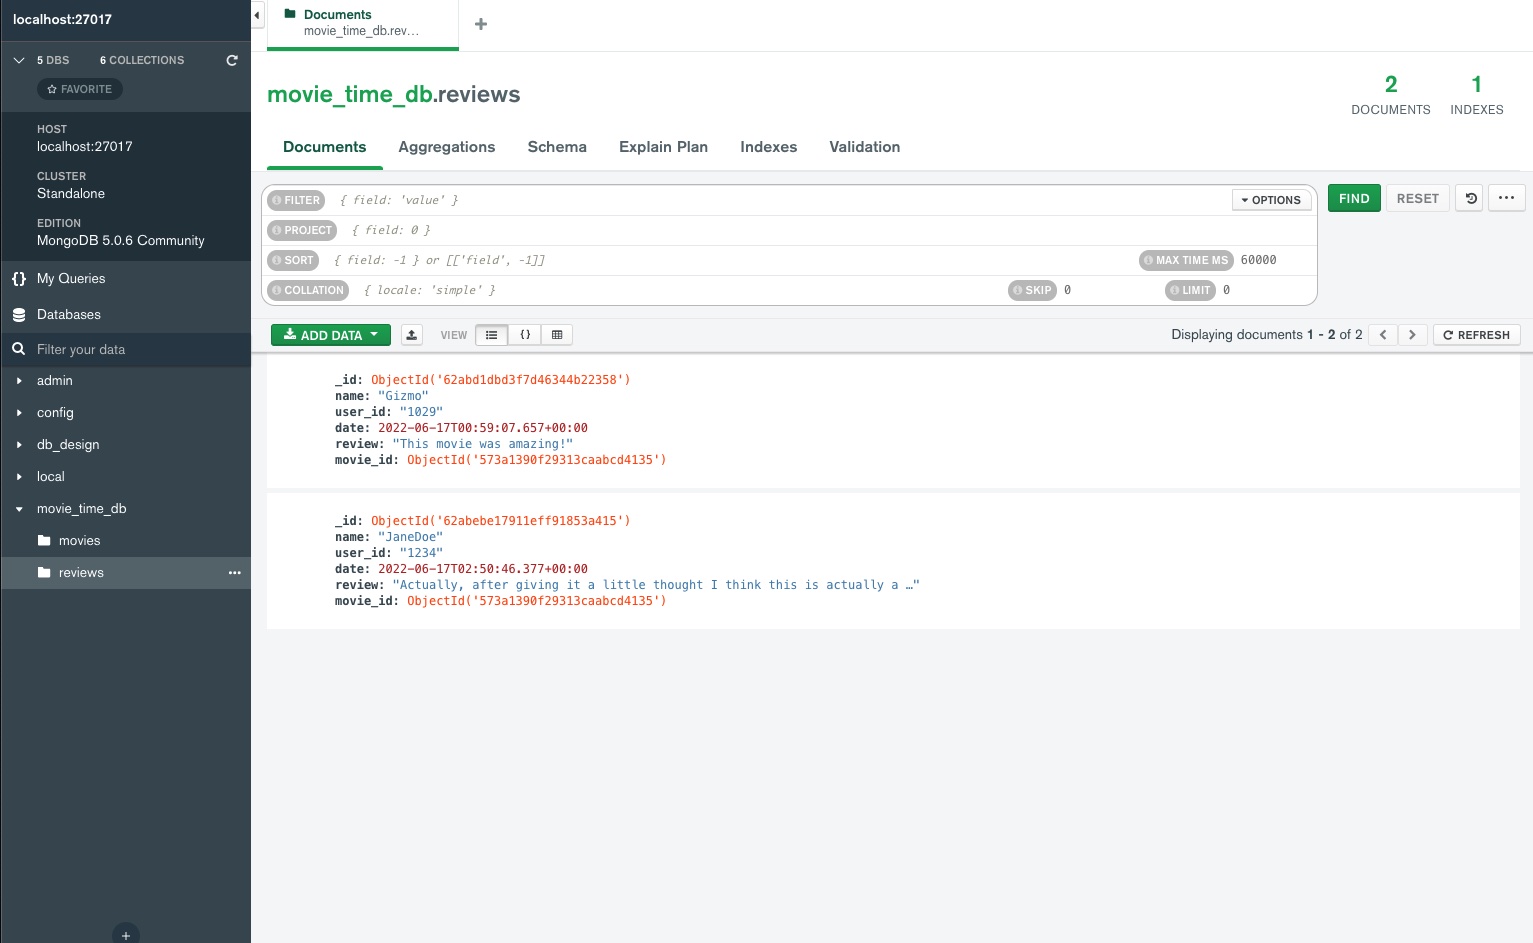 localhost:27017
5 DBS 6 COLLECTIONS
FAVORITE
HOST
localhost:27017
CLUSTER
Standalone
EDITION
MongoDB 5.0.6 Community
{} My Queries
Databases
Filter your data
admin
config
db_design
local
movie_time_db
movies
reviews
Documents
movie_time_db.rev...
movie_time_db.reviews
2 DOCUMENTS
1 INDEXES
Documents Aggregations Schema Explain Plan Indexes Validation
FILTER { field: 'value' } OPTIONS FIND RESET
PROJECT { field: 0 }
SORT { field: -1 } or [['field', -1]] MAX TIME MS 60000
COLLATION { locale: 'simple' } SKIP 0 LIMIT 0
ADD DATA VIEW {} Displaying documents 1 - 2 of 2 REFRESH
_id: ObjectId('62abd1dbd3f7d46344b22358')
name: "Gizmo"
user_id: "1029"
date: 2022-06-17T00:59:07.657+00:00
review: "This movie was amazing!"
movie_id: ObjectId('573a1390f29313caabcd4135')
_id: ObjectId('62abebe17911eff91853a415')
name: "JaneDoe"
user_id: "1234"
date: 2022-06-17T02:50:46.377+00:00
review: "Actually, after giving it a little thought I think this is actually a …"
movie_id: ObjectId('573a1390f29313caabcd4135')